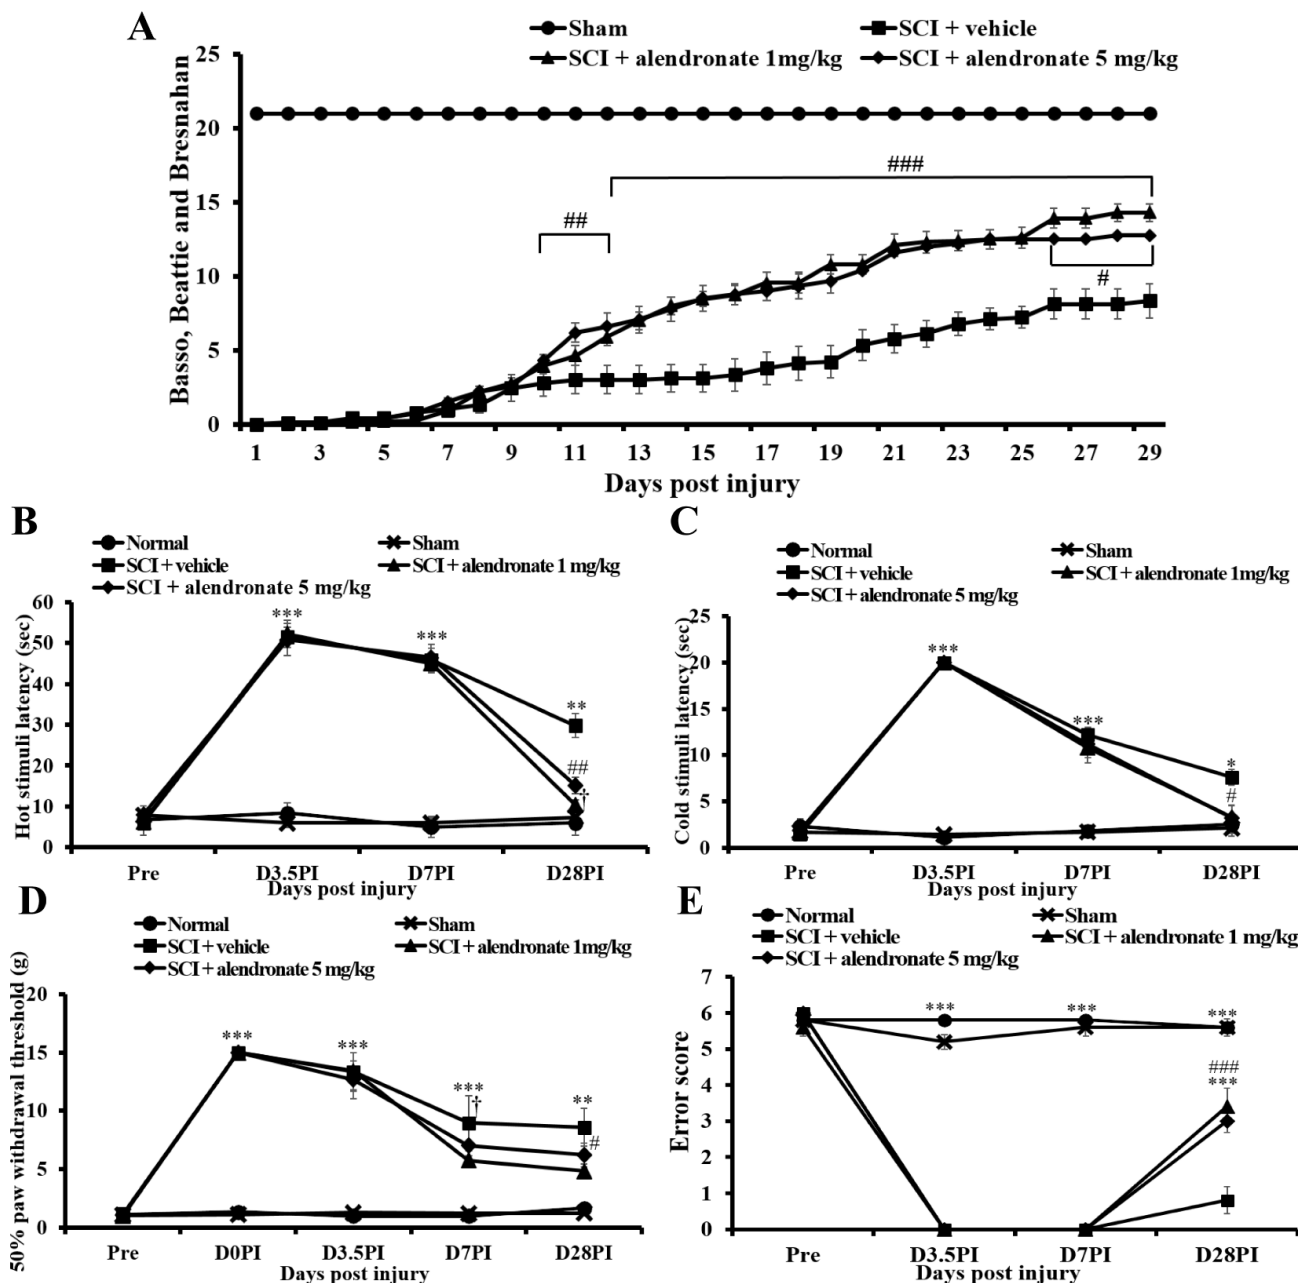 A
Sham
SCI + vehicle
SCI + alendronate 1mg/kg
SCI + alendronate 5 mg/kg
Basso, Beattie and Bresnahan
25
20
15
10
5
0
###
##
#
1 3 5 7 9 11 13 15 17 19 21 23 25 27 29
Days post injury
B
Normal
Sham
SCI + vehicle
SCI + alendronate 1 mg/kg
SCI + alendronate 5 mg/kg
Hot stimuli latency (sec)
60
50
40
30
20
10
0
***
***
**
##
†
Pre D3.5PI D7PI D28PI
Days post injury
C
Normal
Sham
SCI + vehicle
SCI + alendronate 1mg/kg
SCI + alendronate 5 mg/kg
Cold stimuli latency (sec)
25
20
15
10
5
0
***
***
*
#
Pre D3.5PI D7PI D28PI
Days post injury
D
Normal
Sham
SCI + vehicle
SCI + alendronate 1mg/kg
SCI + alendronate 5 mg/kg
50% paw withdrawal threshold (g)
20
15
10
5
0
***
***
***
†
**
#
Pre D0PI D3.5PI D7PI D28PI
Days post injury
E
Normal
Sham
SCI + vehicle
SCI + alendronate 1 mg/kg
SCI + alendronate 5 mg/kg
Error score
7
6
5
4
3
2
1
0
***
***
***
###
***
Pre D3.5PI D7PI D28PI
Days post injury